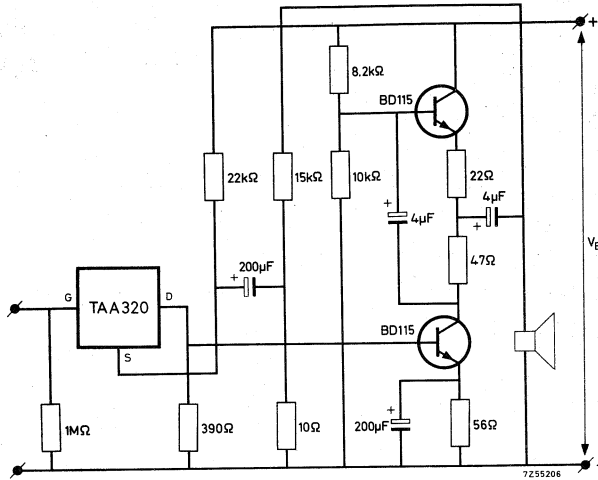 +
8.2kΩ
BD115
22kΩ
15kΩ
10kΩ
22Ω
+
4μF
4μF
+
200μF
+
47Ω
V_B
G
TAA320
D
S
BD115
1MΩ
390Ω
10Ω
+
200μF
56Ω
7Z55206
-